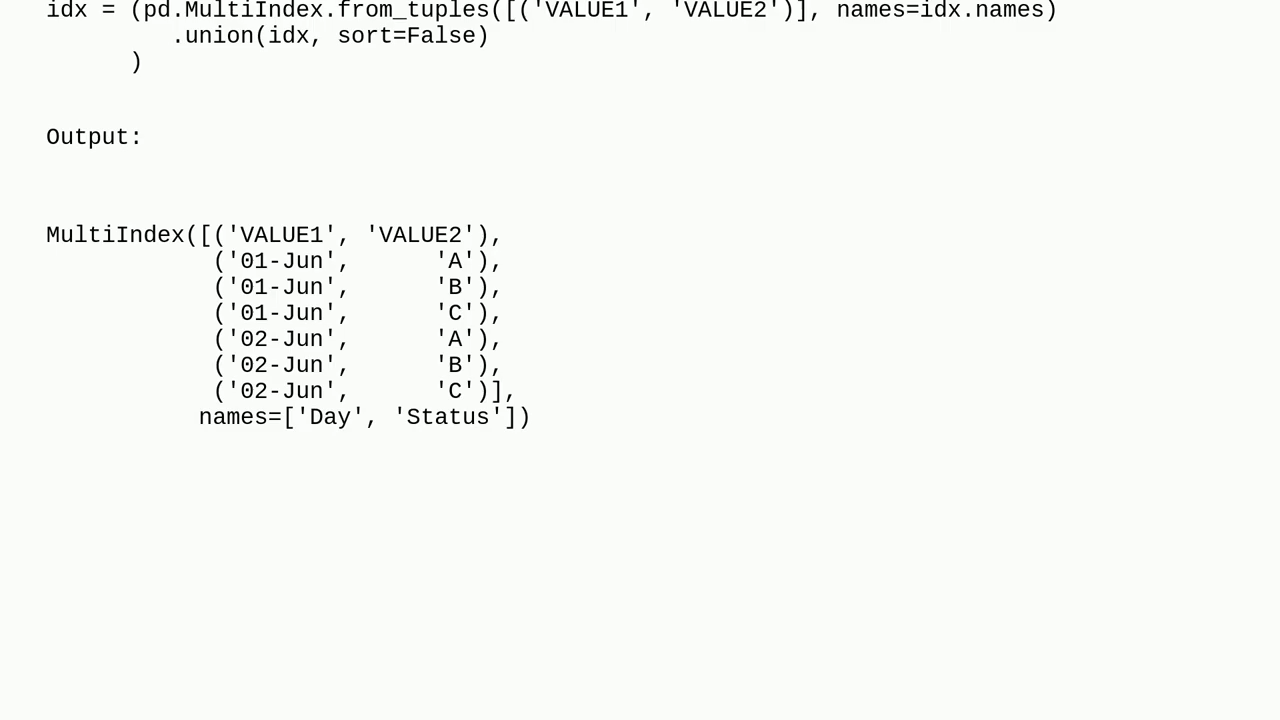 idx = (pd.MultiIndex.from_tuples([('VALUE1', 'VALUE2')], names=idx.names)
         .union(idx, sort=False)
      )
Output:
MultiIndex([('VALUE1', 'VALUE2'),
            ('01-Jun',      'A'),
            ('01-Jun',      'B'),
            ('01-Jun',      'C'),
            ('02-Jun',      'A'),
            ('02-Jun',      'B'),
            ('02-Jun',      'C')],
           names=['Day', 'Status'])